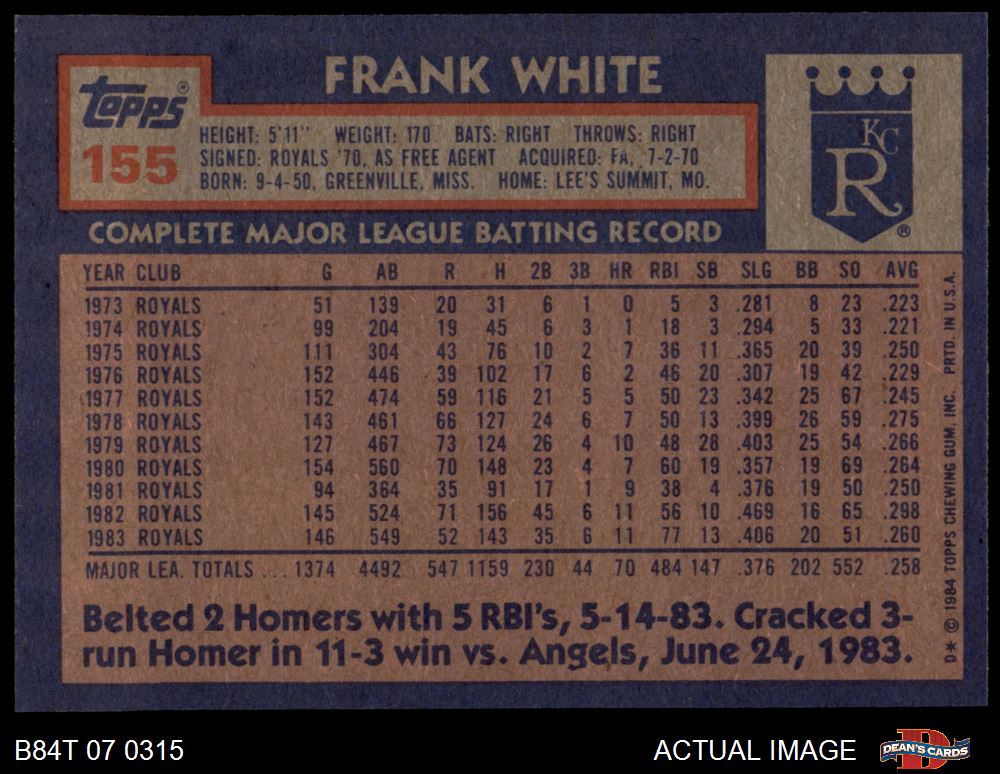 FRANK WHITE
Topps®
155
HEIGHT: 5'11" WEIGHT: 170 BATS: RIGHT THROWS: RIGHT
SIGNED: ROYALS '70, AS FREE AGENT ACQUIRED: FA, 7-2-70
BORN: 9-4-50, GREENVILLE, MISS. HOME: LEE'S SUMMIT, MO.
KC
R®
COMPLETE MAJOR LEAGUE BATTING RECORD
YEAR CLUB G AB R H 2B 3B HR RBI SB SLG BB SO AVG
1973 ROYALS 51 139 20 31 6 1 0 5 3 .281 8 23 .223
1974 ROYALS 99 204 19 45 6 3 1 18 3 .294 5 33 .221
1975 ROYALS 111 304 43 76 10 2 7 36 11 .365 20 39 .250
1976 ROYALS 152 446 39 102 17 6 2 46 20 .307 19 42 .229
1977 ROYALS 152 474 59 116 21 5 5 50 23 .342 25 67 .245
1978 ROYALS 143 461 66 127 24 6 7 50 13 .399 26 59 .275
1979 ROYALS 127 467 73 124 26 4 10 48 28 .403 25 54 .266
1980 ROYALS 154 560 70 148 23 4 7 60 19 .357 19 69 .264
1981 ROYALS 94 364 35 91 17 1 9 38 4 .376 19 50 .250
1982 ROYALS 145 524 71 156 45 6 11 56 10 .469 16 65 .298
1983 ROYALS 146 549 52 143 35 6 11 77 13 .406 20 51 .260
MAJOR LEA. TOTALS ... 1374 4492 547 1159 230 44 70 484 147 .376 202 552 .258
Belted 2 Homers with 5 RBI's, 5-14-83. Cracked 3-
run Homer in 11-3 win vs. Angels, June 24, 1983.
D* © 1984 TOPPS CHEWING GUM, INC. PRTD. IN U.S.A.
B84T 07 0315
ACTUAL IMAGE
DEAN'S CARDS